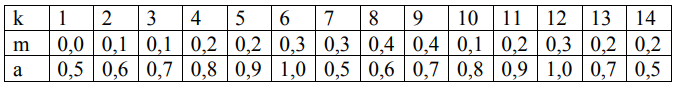 k 1 2 3 4 5 6 7 8 9 10 11 12 13 14
m 0,0 0,1 0,1 0,2 0,2 0,3 0,3 0,4 0,4 0,1 0,2 0,3 0,2 0,2
a 0,5 0,6 0,7 0,8 0,9 1,0 0,5 0,6 0,7 0,8 0,9 1,0 0,7 0,5